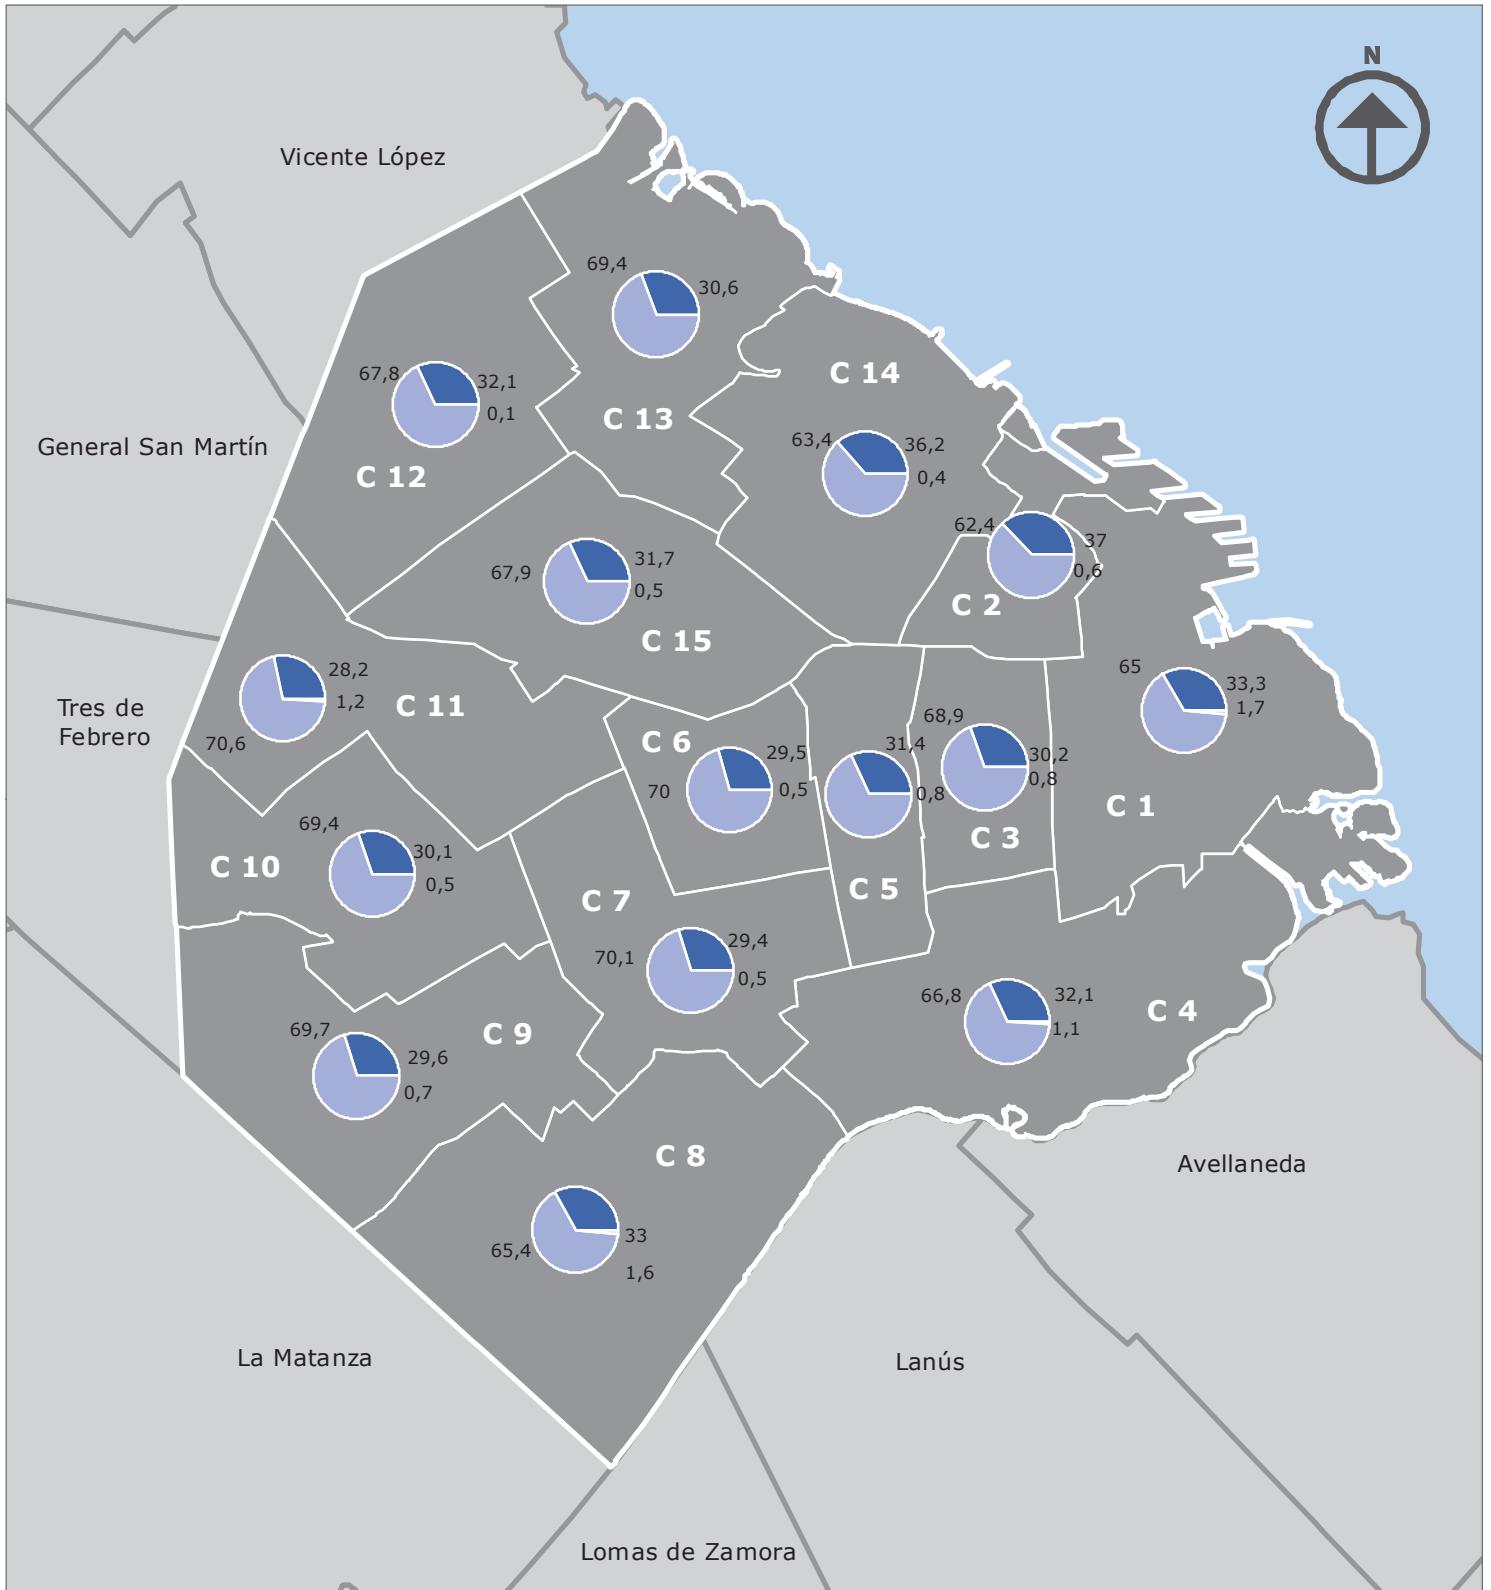 N
Vicente López
69,4
30,6
C 13
67,8
32,1
0,1
C 12
C 14
63,4
36,2
0,4
General San Martín
62,4
37
0,6
C 2
67,9
31,7
0,5
C 15
28,2
1,2
70,6
C 11
Tres de
Febrero
65
33,3
1,7
C 1
C 6
29,5
70
0,5
31,4
0,8
C 5
68,9
30,2
0,8
C 3
69,4
30,1
0,5
C 10
C 7
70,1
29,4
0,5
66,8
32,1
1,1
C 4
69,7
29,6
0,7
C 9
C 8
65,4
33
1,6
Avellaneda
La Matanza
Lanús
Lomas de Zamora